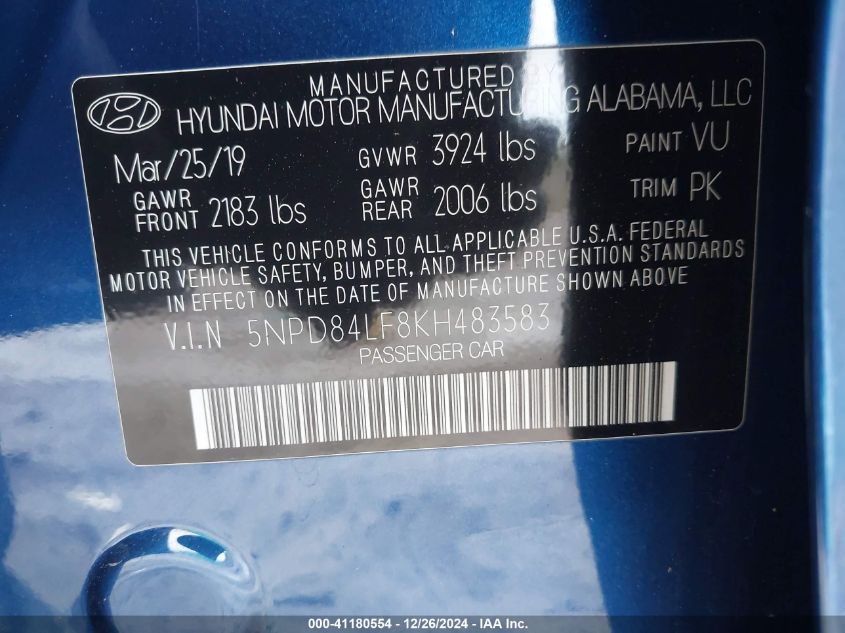 MANUFACTURED BY
HYUNDAI MOTOR MANUFACTURING ALABAMA, LLC
Mar/25/19 GVWR 3924 lbs PAINT VU
GAWR FRONT 2183 lbs GAWR REAR 2006 lbs TRIM PK
THIS VEHICLE CONFORMS TO ALL APPLICABLE U.S.A. FEDERAL
MOTOR VEHICLE SAFETY, BUMPER, AND THEFT PREVENTION STANDARDS
IN EFFECT ON THE DATE OF MANUFACTURE SHOWN ABOVE
V.I.N 5NPD84LF8KH483583
PASSENGER CAR
000-41180554 - 12/26/2024 - IAA Inc.